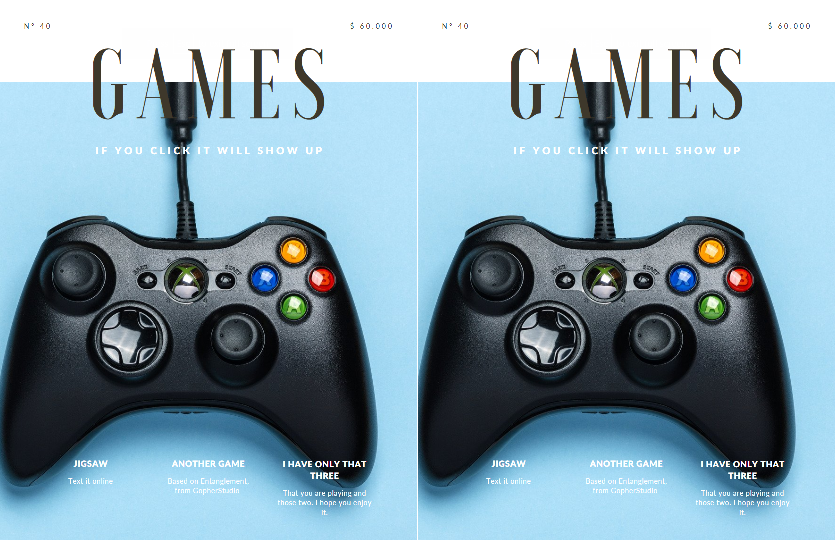 Nº 40 $ 60.000
GAMES
IF YOU CLICK IT WILL SHOW UP
BACK START
Y
X B
A
JIGSAW
Text it online
ANOTHER GAME
Based on Entanglement,
from GopherStudio
I HAVE ONLY THAT
THREE
That you are playing and
those two. I hope you enjoy
it.
Nº 40 $ 60.000
GAMES
IF YOU CLICK IT WILL SHOW UP
BACK START
Y
X B
A
JIGSAW
Text it online
ANOTHER GAME
Based on Entanglement,
from GopherStudio
I HAVE ONLY THAT
THREE
That you are playing and
those two. I hope you enjoy
it.